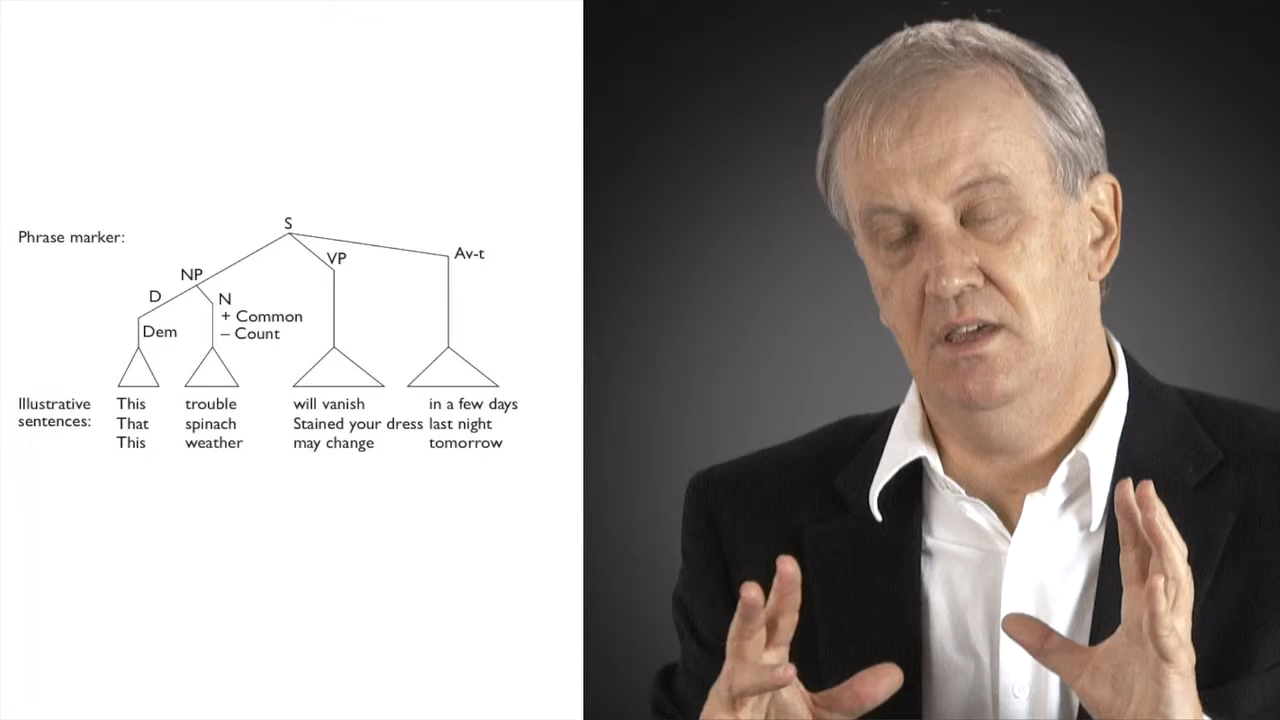 S
Phrase marker:
VP
Av-t
NP
D
N
+ Common
Dem
– Count
Illustrative This trouble will vanish in a few days
sentences: That spinach Stained your dress last night
This weather may change tomorrow